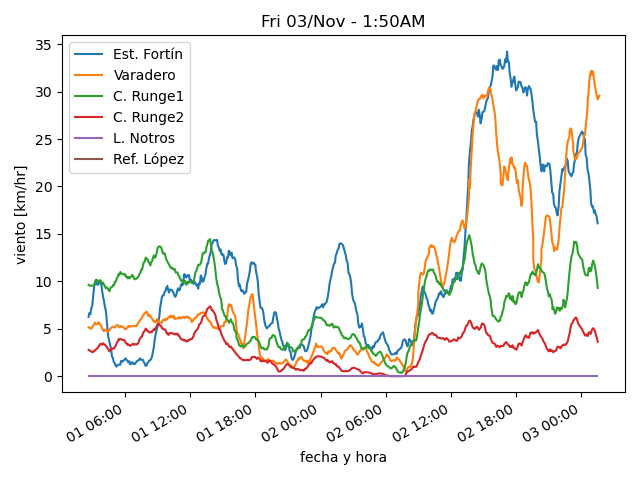 Fri 03/Nov - 1:50AM
Est. Fortín
Varadero
C. Runge1
C. Runge2
L. Notros
Ref. López
viento [km/hr]
35
30
25
20
15
10
5
0
01 06:00
01 12:00
01 18:00
02 00:00
02 06:00
02 12:00
02 18:00
03 00:00
fecha y hora